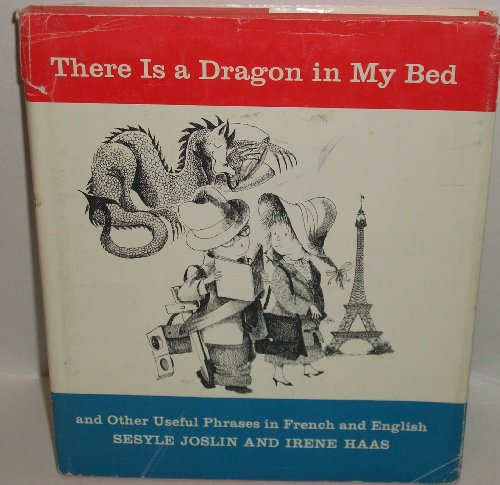 There Is a Dragon in My Bed
and Other Useful Phrases in French and English
SESYLE JOSLIN AND IRENE HAAS